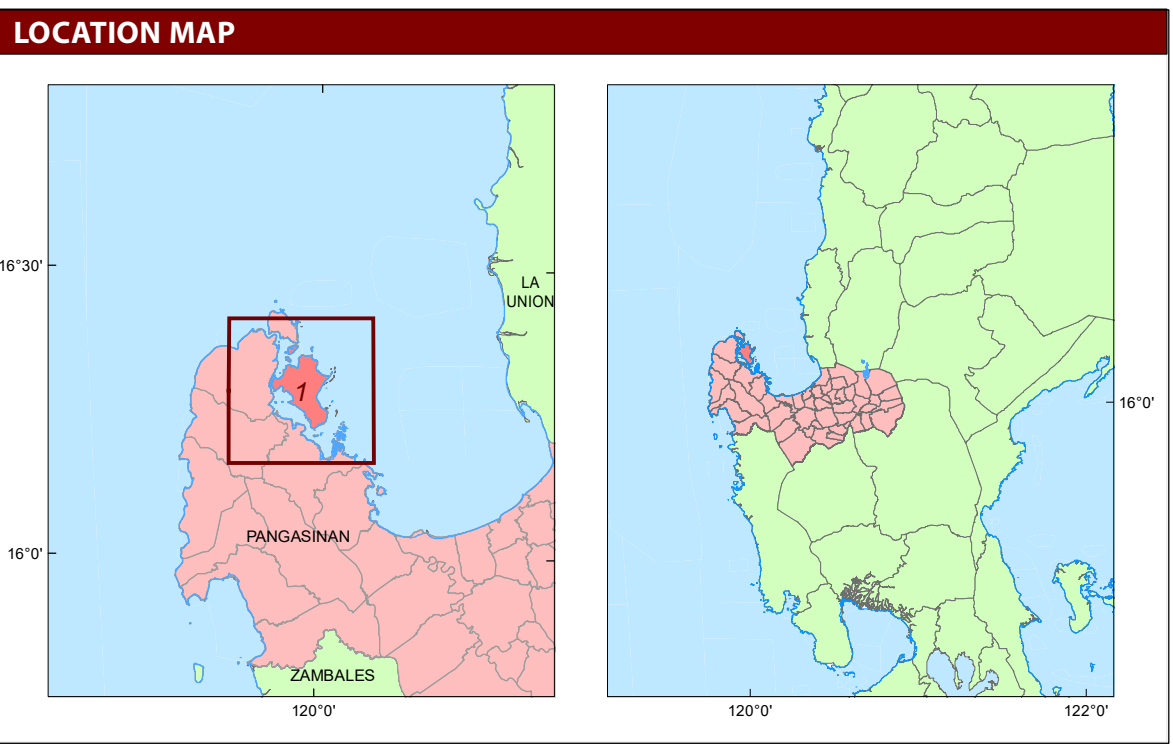 LOCATION MAP
16°30'
LA
UNION
1
16°0'
PANGASINAN
16°0'
ZAMBALES
120°0'
120°0'
122°0'